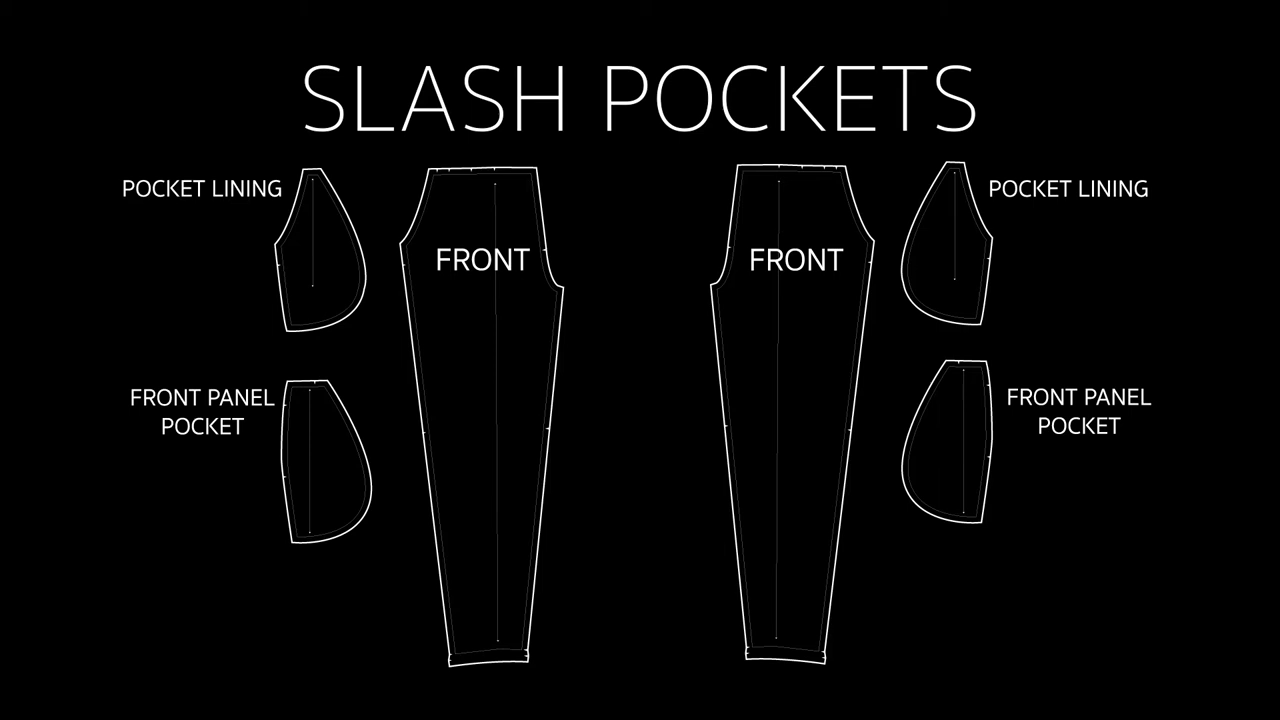 SLASH POCKETS
POCKET LINING
POCKET LINING
FRONT
FRONT
FRONT PANEL
POCKET
FRONT PANEL
POCKET